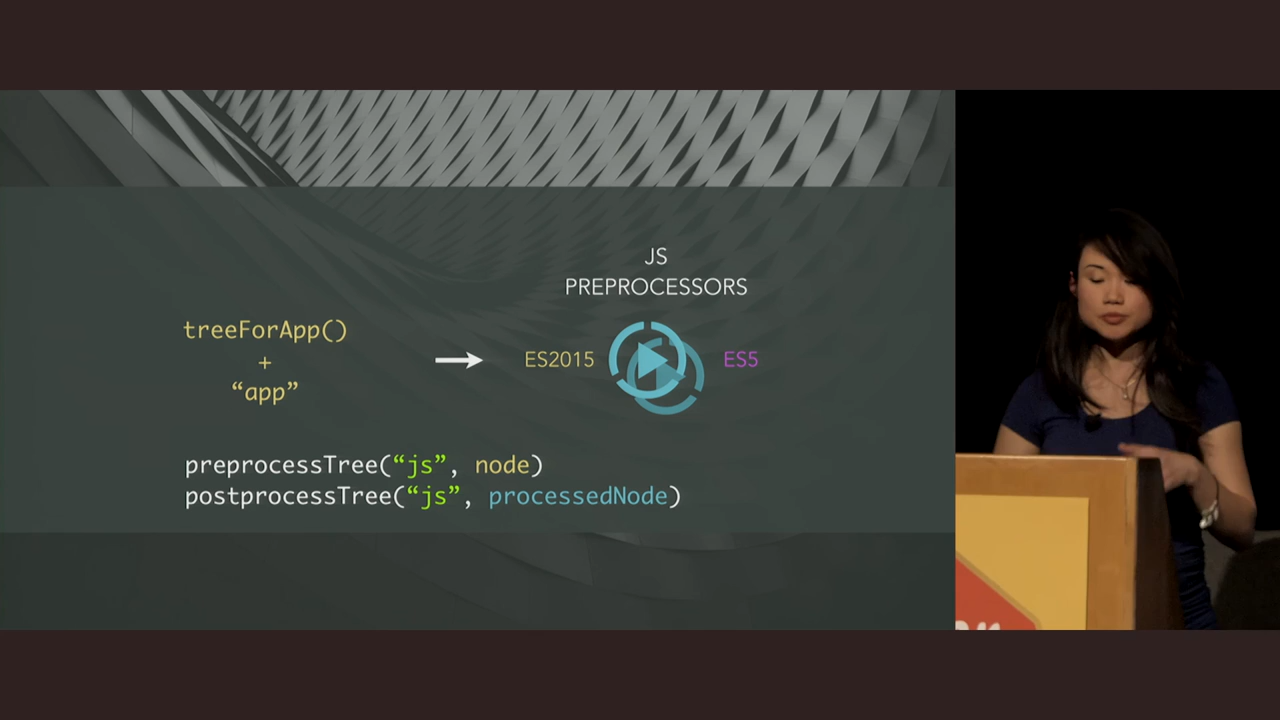 JS
PREPROCESSORS
treeForApp()
+
“app”
ES2015
ES5
preprocessTree(“js”, node)
postprocessTree(“js”, processedNode)